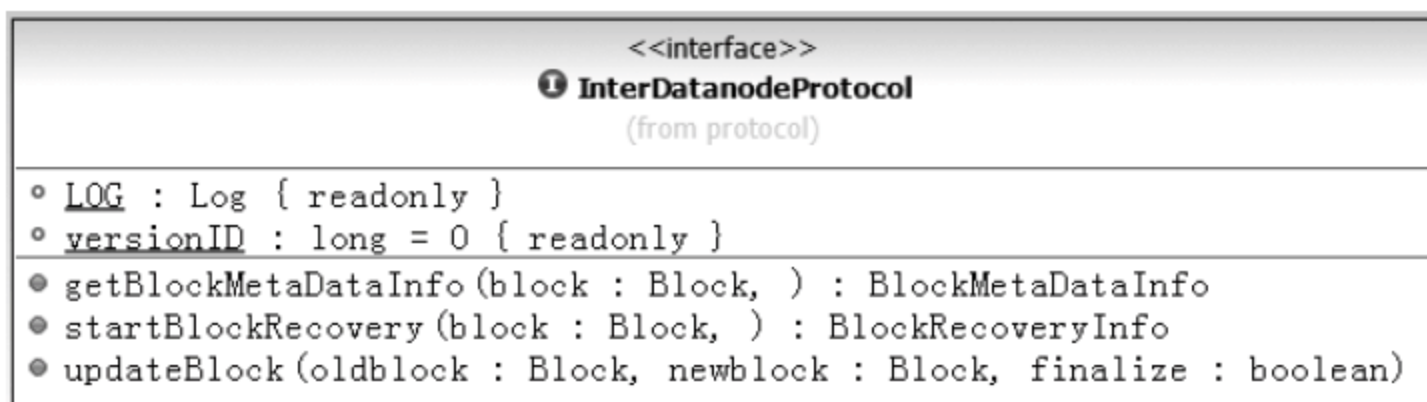 <<interface>>
I InterDatanodeProtocol
(from protocol)
LOG : Log { readonly }
versionID : long = 0 { readonly }
getBlockMetaDataInfo(block : Block, ) : BlockMetaDataInfo
startBlockRecovery(block : Block, ) : BlockRecoveryInfo
updateBlock(oldblock : Block, newblock : Block, finalize : boolean)